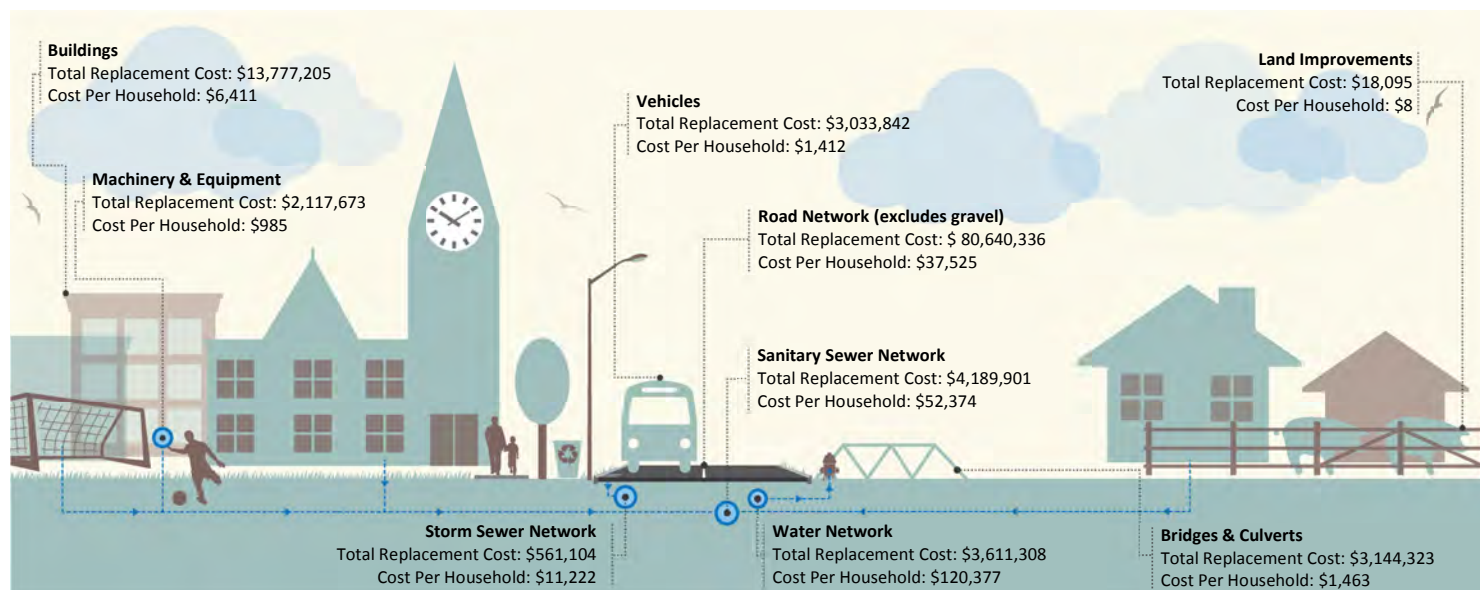 Buildings
Total Replacement Cost: $13,777,205
Cost Per Household: $6,411
Land Improvements
Total Replacement Cost: $18,095
Cost Per Household: $8
Vehicles
Total Replacement Cost: $3,033,842
Cost Per Household: $1,412
Machinery & Equipment
Total Replacement Cost: $2,117,673
Cost Per Household: $985
Road Network (excludes gravel)
Total Replacement Cost: $ 80,640,336
Cost Per Household: $37,525
Sanitary Sewer Network
Total Replacement Cost: $4,189,901
Cost Per Household: $52,374
Storm Sewer Network
Total Replacement Cost: $561,104
Cost Per Household: $11,222
Water Network
Total Replacement Cost: $3,611,308
Cost Per Household: $120,377
Bridges & Culverts
Total Replacement Cost: $3,144,323
Cost Per Household: $1,463